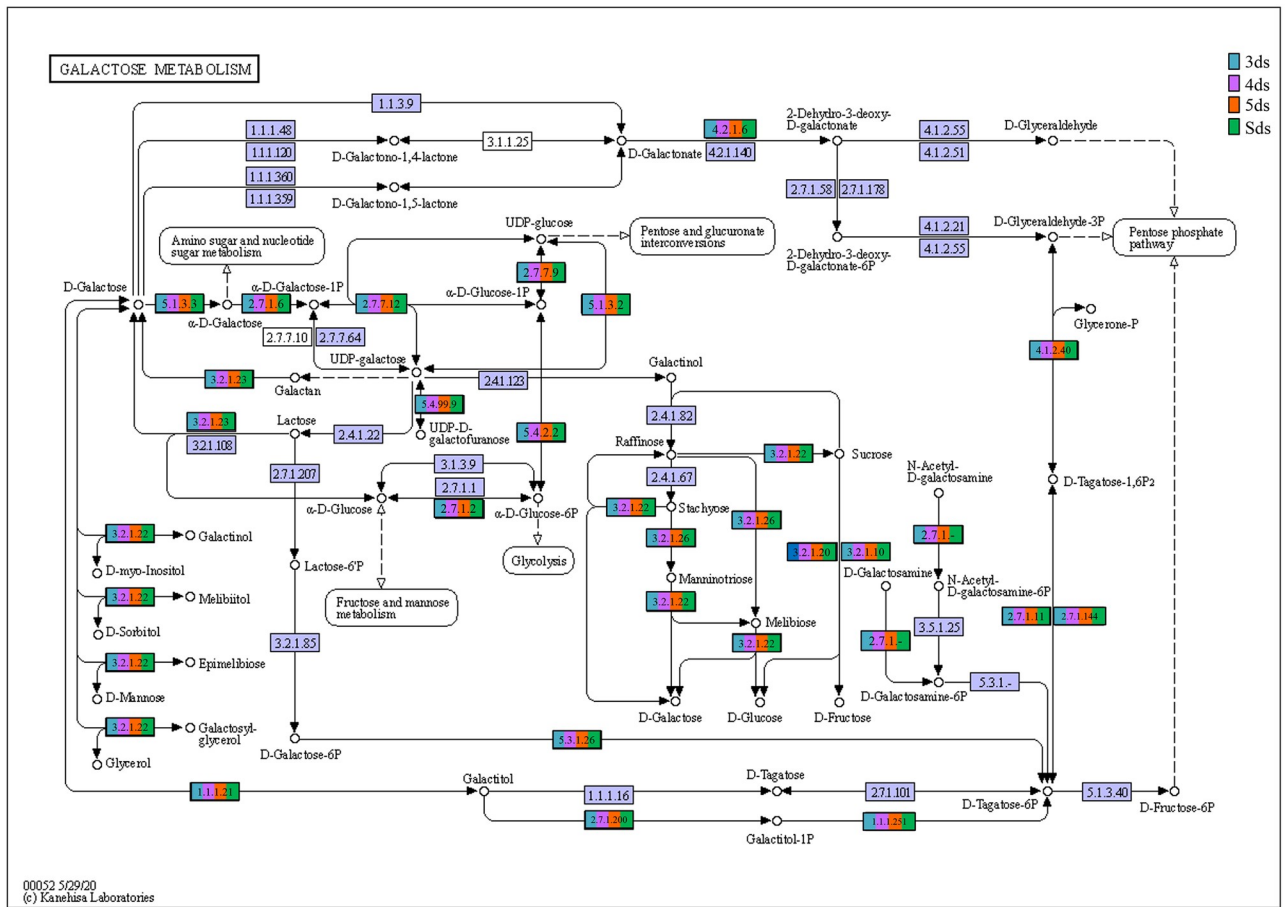 GALACTOSE METABOLISM
3ds
4ds
5ds
Sds
1.1.3.9
1.1.1.48
1.1.1.120
D-Galactono-1,4-lactone
3.1.1.25
D-Galactonate
4.2.1.6
4.2.1.140
2-Dehydro-3-deoxy-
D-galactonate
4.1.2.55
4.1.2.51
D-Glyceraldehyde
1.1.1.360
1.1.1.359
D-Galactono-1,5-lactone
2.7.1.58
2.7.1.178
UDP-glucose
Pentose and glucuronate
interconversions
Amino sugar and nucleotide
sugar metabolism
2-Dehydro-3-deoxy-
D-galactonate-6P
4.1.2.21
4.1.2.55
D-Glyceraldehyde-3P
Pentose phosphate
pathway
D-Galactose
5.1.3.3
α-D-Galactose
2.7.1.6
α-D-Galactose-1P
2.7.7.12
α-D-Glucose-1P
2.7.7.9
5.1.3.2
Glycerone-P
2.7.7.10
2.7.7.64
UDP-galactose
4.1.2.40
3.2.1.23
Galactan
2.4.1.123
Galactinol
5.4.99.9
UDP-D-
galactofuranose
3.2.1.23
3.2.1.108
Lactose
2.4.1.22
5.4.2.2
2.4.1.82
Raffinose
3.2.1.22
Sucrose
2.7.1.207
3.1.3.9
2.7.1.1
2.7.1.2
α-D-Glucose
α-D-Glucose-6P
2.4.1.67
3.2.1.22
Stachyose
3.2.1.26
N-Acetyl-
D-galactosamine
D-Tagatose-1,6P2
3.2.1.22
Galactinol
D-myo-Inositol
Lactose-6'P
Glycolysis
3.2.1.26
3.2.1.20
3.2.1.10
2.7.1.-
Manninotriose
D-Galactosamine
N-Acetyl-
D-galactosamine-6P
3.2.1.22
Melibiitol
D-Sorbitol
Fructose and mannose
metabolism
3.2.1.22
Melibiose
2.7.1.11
2.7.1.144
3.2.1.85
3.2.1.22
2.7.1.-
3.5.1.25
3.2.1.22
Epimelibiose
D-Mannose
D-Galactosamine-6P
5.3.1.-
D-Galactose
D-Glucose
D-Fructose
3.2.1.22
Galactosyl-
glycerol
Glycerol
D-Galactose-6P
5.3.1.26
1.1.1.21
Galactitol
1.1.1.16
D-Tagatose
2.7.1.101
D-Tagatose-6P
5.1.3.40
D-Fructose-6P
2.7.1.200
Galactitol-1P
1.1.1.251
00052 5/29/20
(c) Kanehisa Laboratories